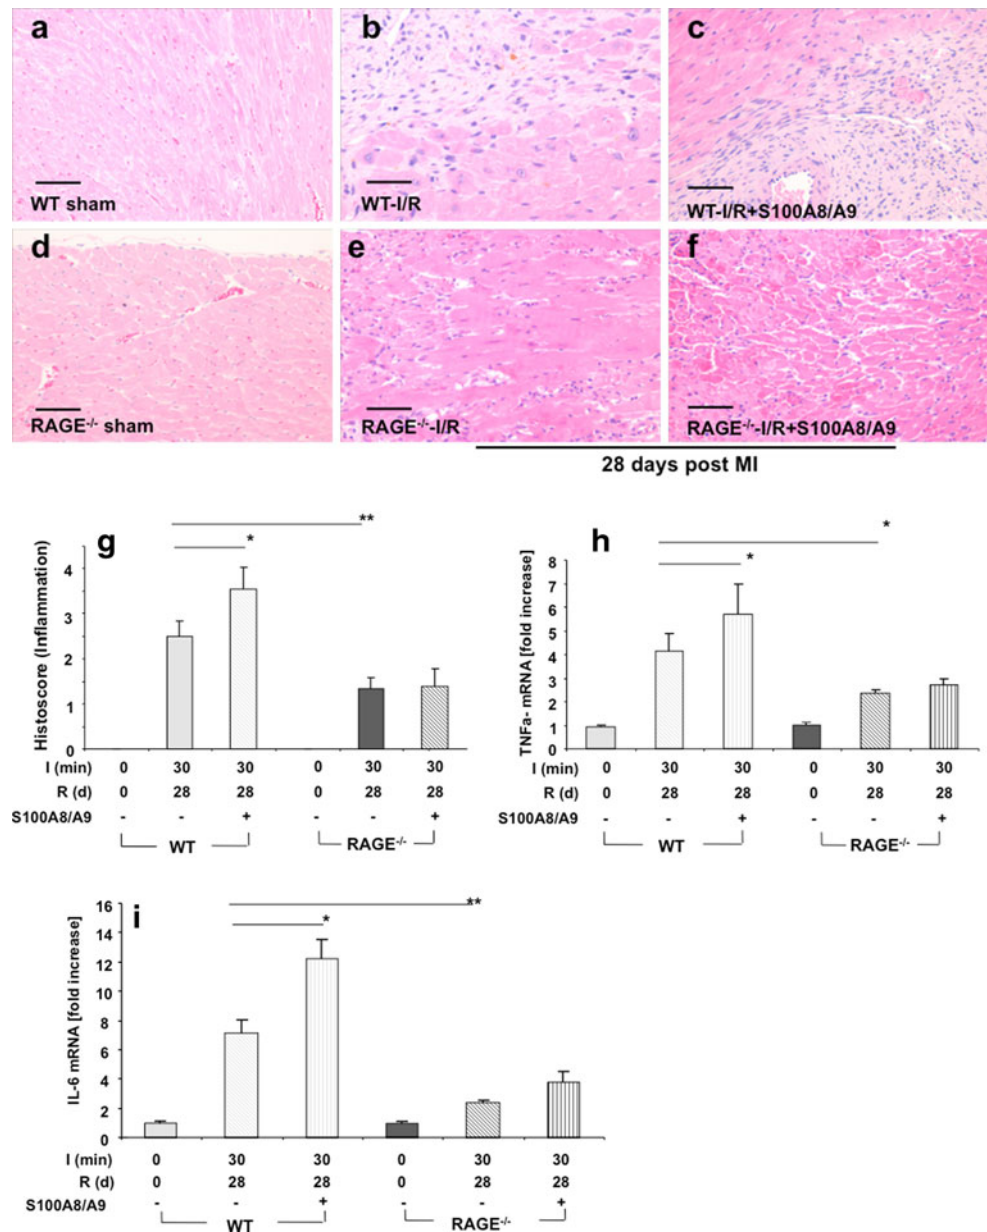 a
b
c
WT sham
WT-I/R
WT-I/R+S100A8/A9
d
e
f
RAGE-/- sham
RAGE-/--I/R
RAGE-/--I/R+S100A8/A9
28 days post MI
g
**
*
Histoscore (Inflammation)
4
3
2
1
0
I (min) 0 30 30 0 30 30
R (d) 0 28 28 0 28 28
S100A8/A9 - - + - - +
WT RAGE-/-
h
*
*
TNFa- mRNA [fold increase]
8
7
6
5
4
3
2
1
0
I (min) 0 30 30 0 30 30
R (d) 0 28 28 0 28 28
S100A8/A9 - - + - - +
WT RAGE-/-
i
**
*
IL-6 mRNA [fold increase]
16
14
12
10
8
6
4
2
0
I (min) 0 30 30 0 30 30
R (d) 0 28 28 0 28 28
S100A8/A9 - - + - - +
WT RAGE-/-